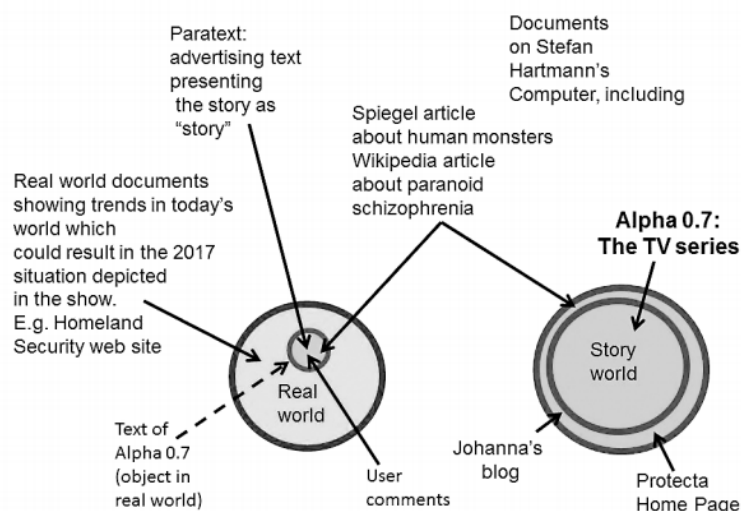 Paratext:
advertising text
presenting
the story as
“story”
Documents
on Stefan
Hartmann’s
Computer, including
Spiegel article
about human monsters
Wikipedia article
about paranoid
schizophrenia
Real world documents
showing trends in today’s
world which
could result in the 2017
situation depicted
in the show.
E.g. Homeland
Security web site
Alpha 0.7:
The TV series
Real
world
Story
world
Text of
Alpha 0.7
(object in
real world)
User
comments
Johanna’s
blog
Protecta
Home Page